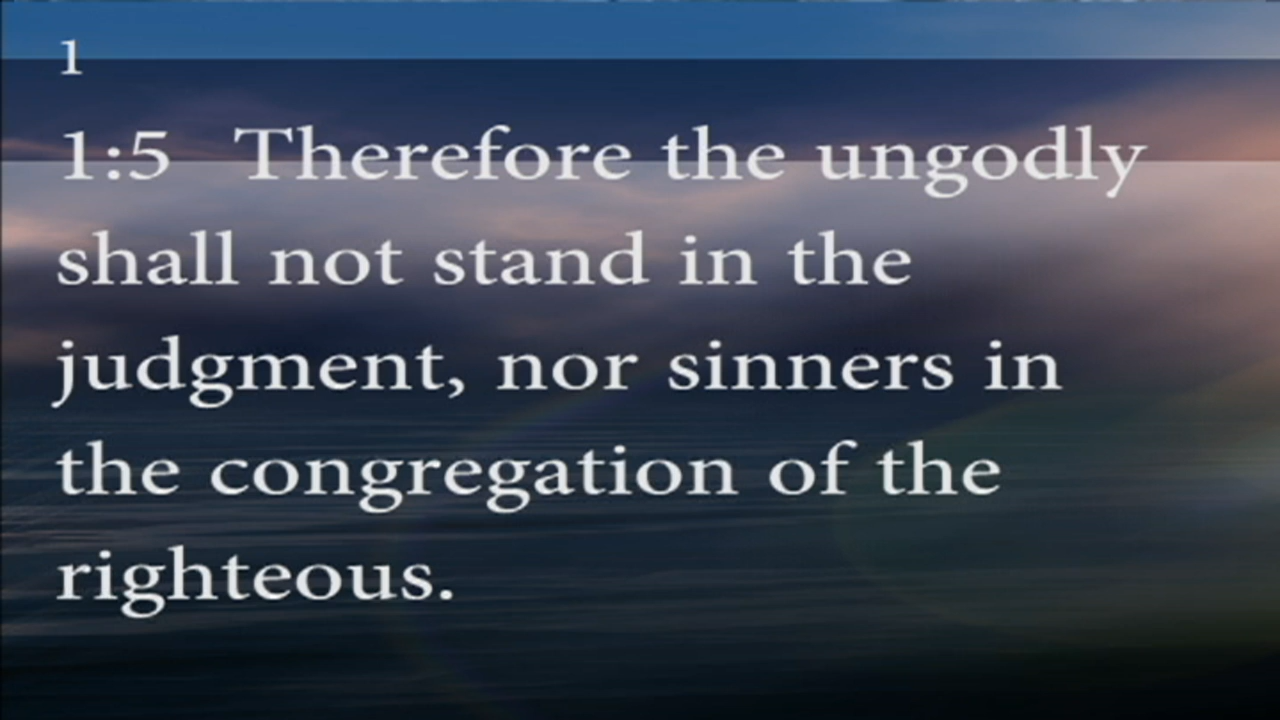 1
1:5 Therefore the ungodly
shall not stand in the
judgment, nor sinners in
the congregation of the
righteous.